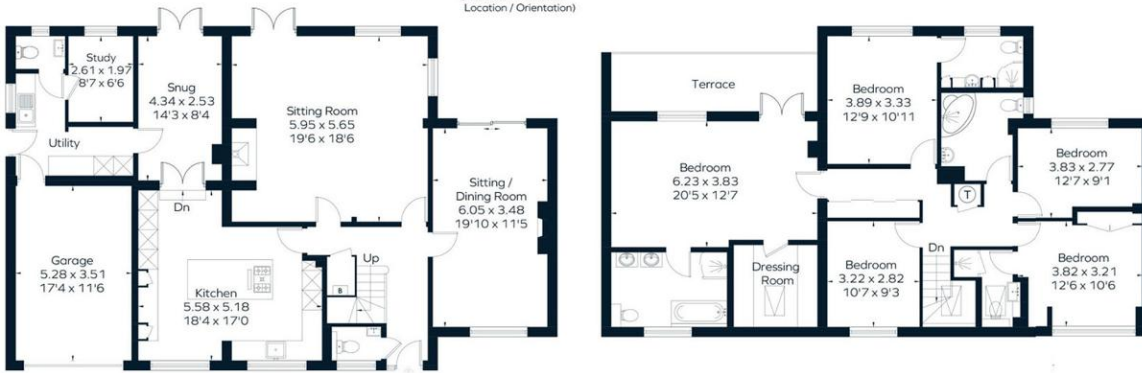 Location / Orientation)
Study
2.61 x 1.97
8'7 x 6'6
Snug
4.34 x 2.53
14'3 x 8'4
Sitting Room
5.95 x 5.65
19'6 x 18'6
Utility
Sitting /
Dining Room
6.05 x 3.48
19'10 x 11'5
Dn
Garage
5.28 x 3.51
17'4 x 11'6
Kitchen
5.58 x 5.18
18'4 x 17'0
Up
B
T
Terrace
Bedroom
3.89 x 3.33
12'9 x 10'11
Bedroom
6.23 x 3.83
20'5 x 12'7
Bedroom
3.83 x 2.77
12'7 x 9'1
T
Dressing
Room
Bedroom
3.22 x 2.82
10'7 x 9'3
Dn
Bedroom
3.82 x 3.21
12'6 x 10'6